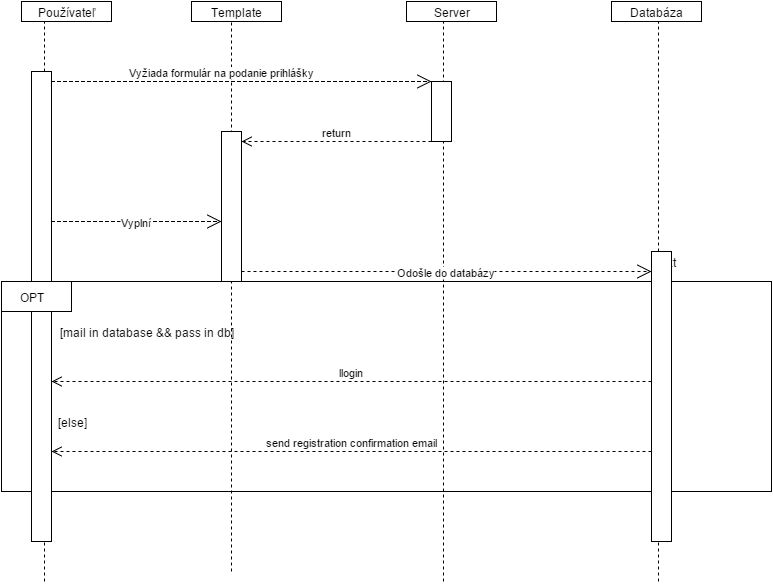 Používateľ
Template
Server
Databáza
Vyžiada formulár na podanie prihlášky
return
Vyplní
Odošle do databázy
OPT
[mail in database && pass in db]
llogin
[else]
send registration confirmation email